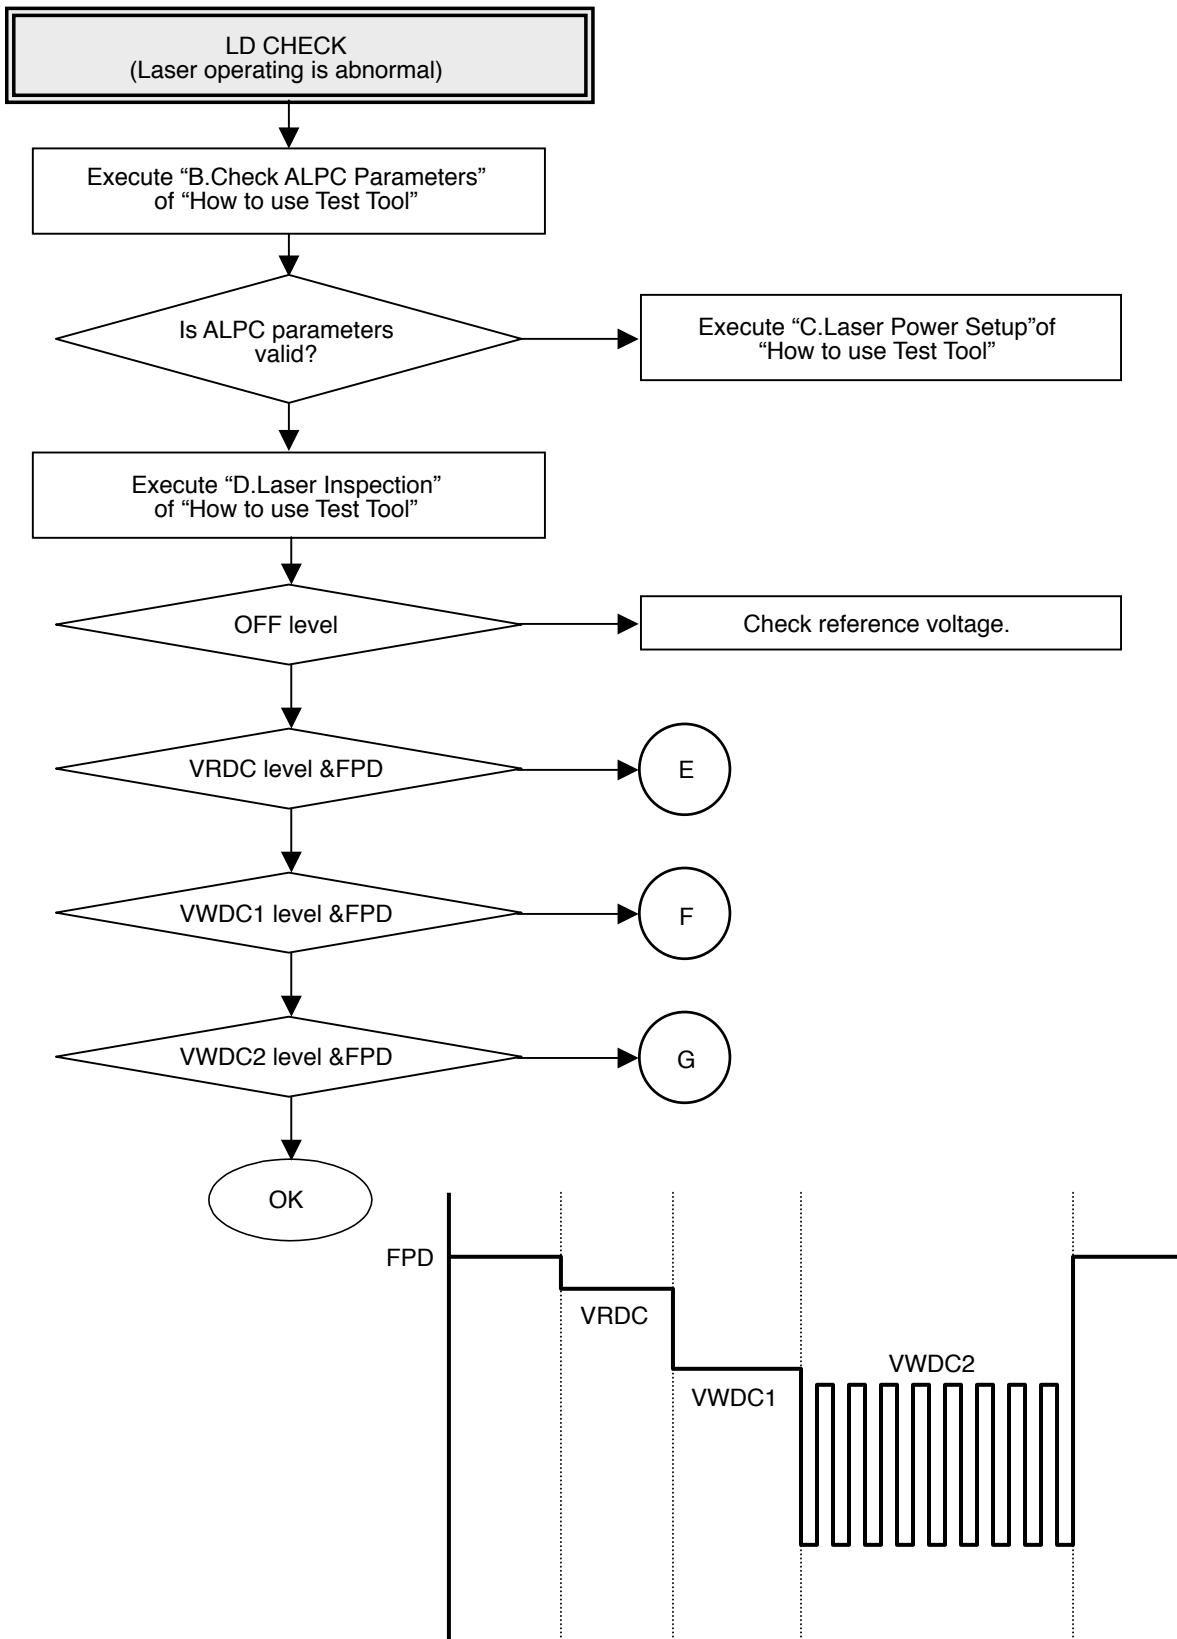 LD CHECK
(Laser operating is abnormal)
Execute “B.Check ALPC Parameters”
of “How to use Test Tool”
Is ALPC parameters
valid?
Execute “C.Laser Power Setup”of
“How to use Test Tool”
Execute “D.Laser Inspection”
of “How to use Test Tool”
OFF level
Check reference voltage.
VRDC level &FPD
E
VWDC1 level &FPD
F
VWDC2 level &FPD
G
OK
FPD
VRDC
VWDC2
VWDC1